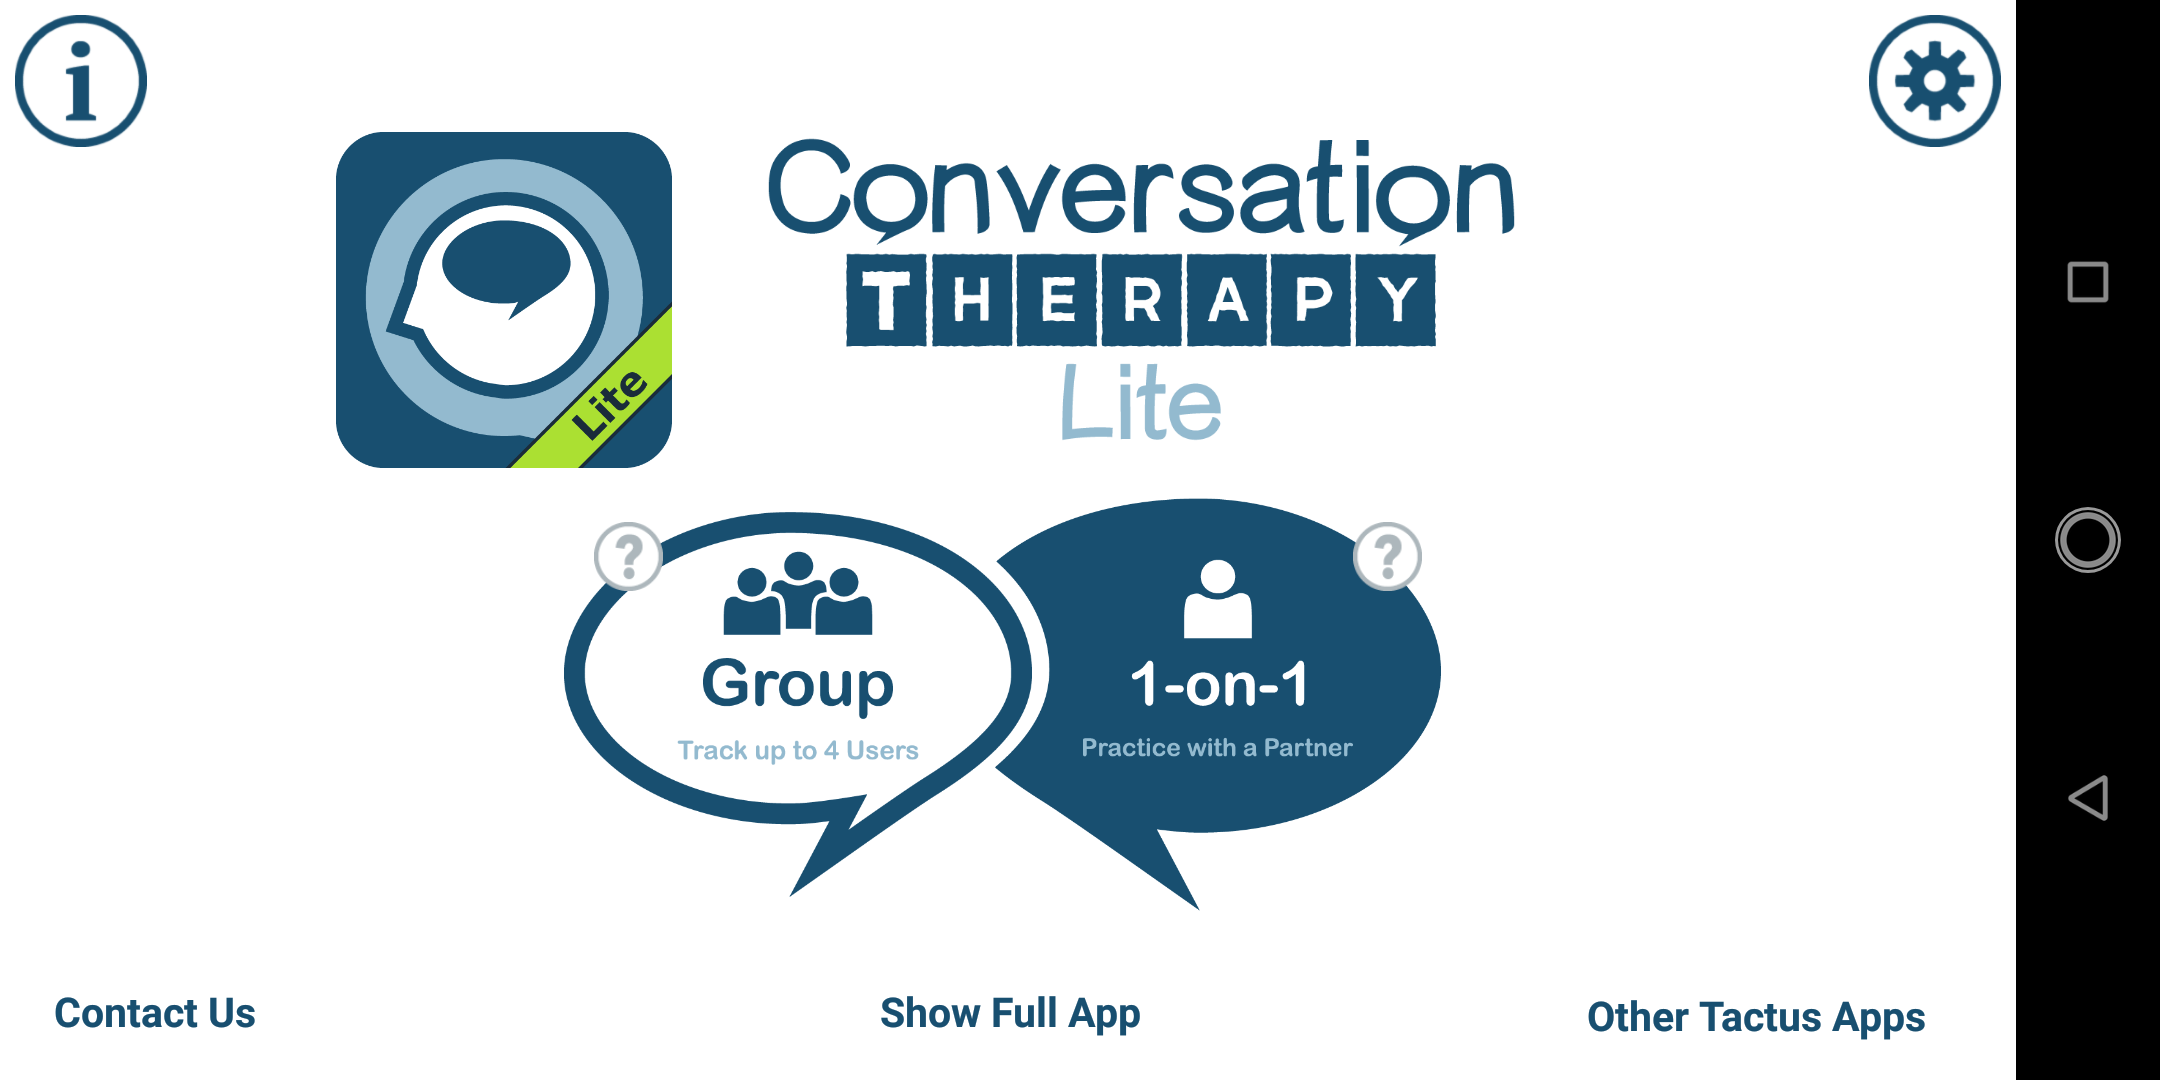 i
Conversation
THERAPY
Lite
Lite
?
?
Group
Track up to 4 Users
1-on-1
Practice with a Partner
Contact Us
Show Full App
Other Tactus Apps